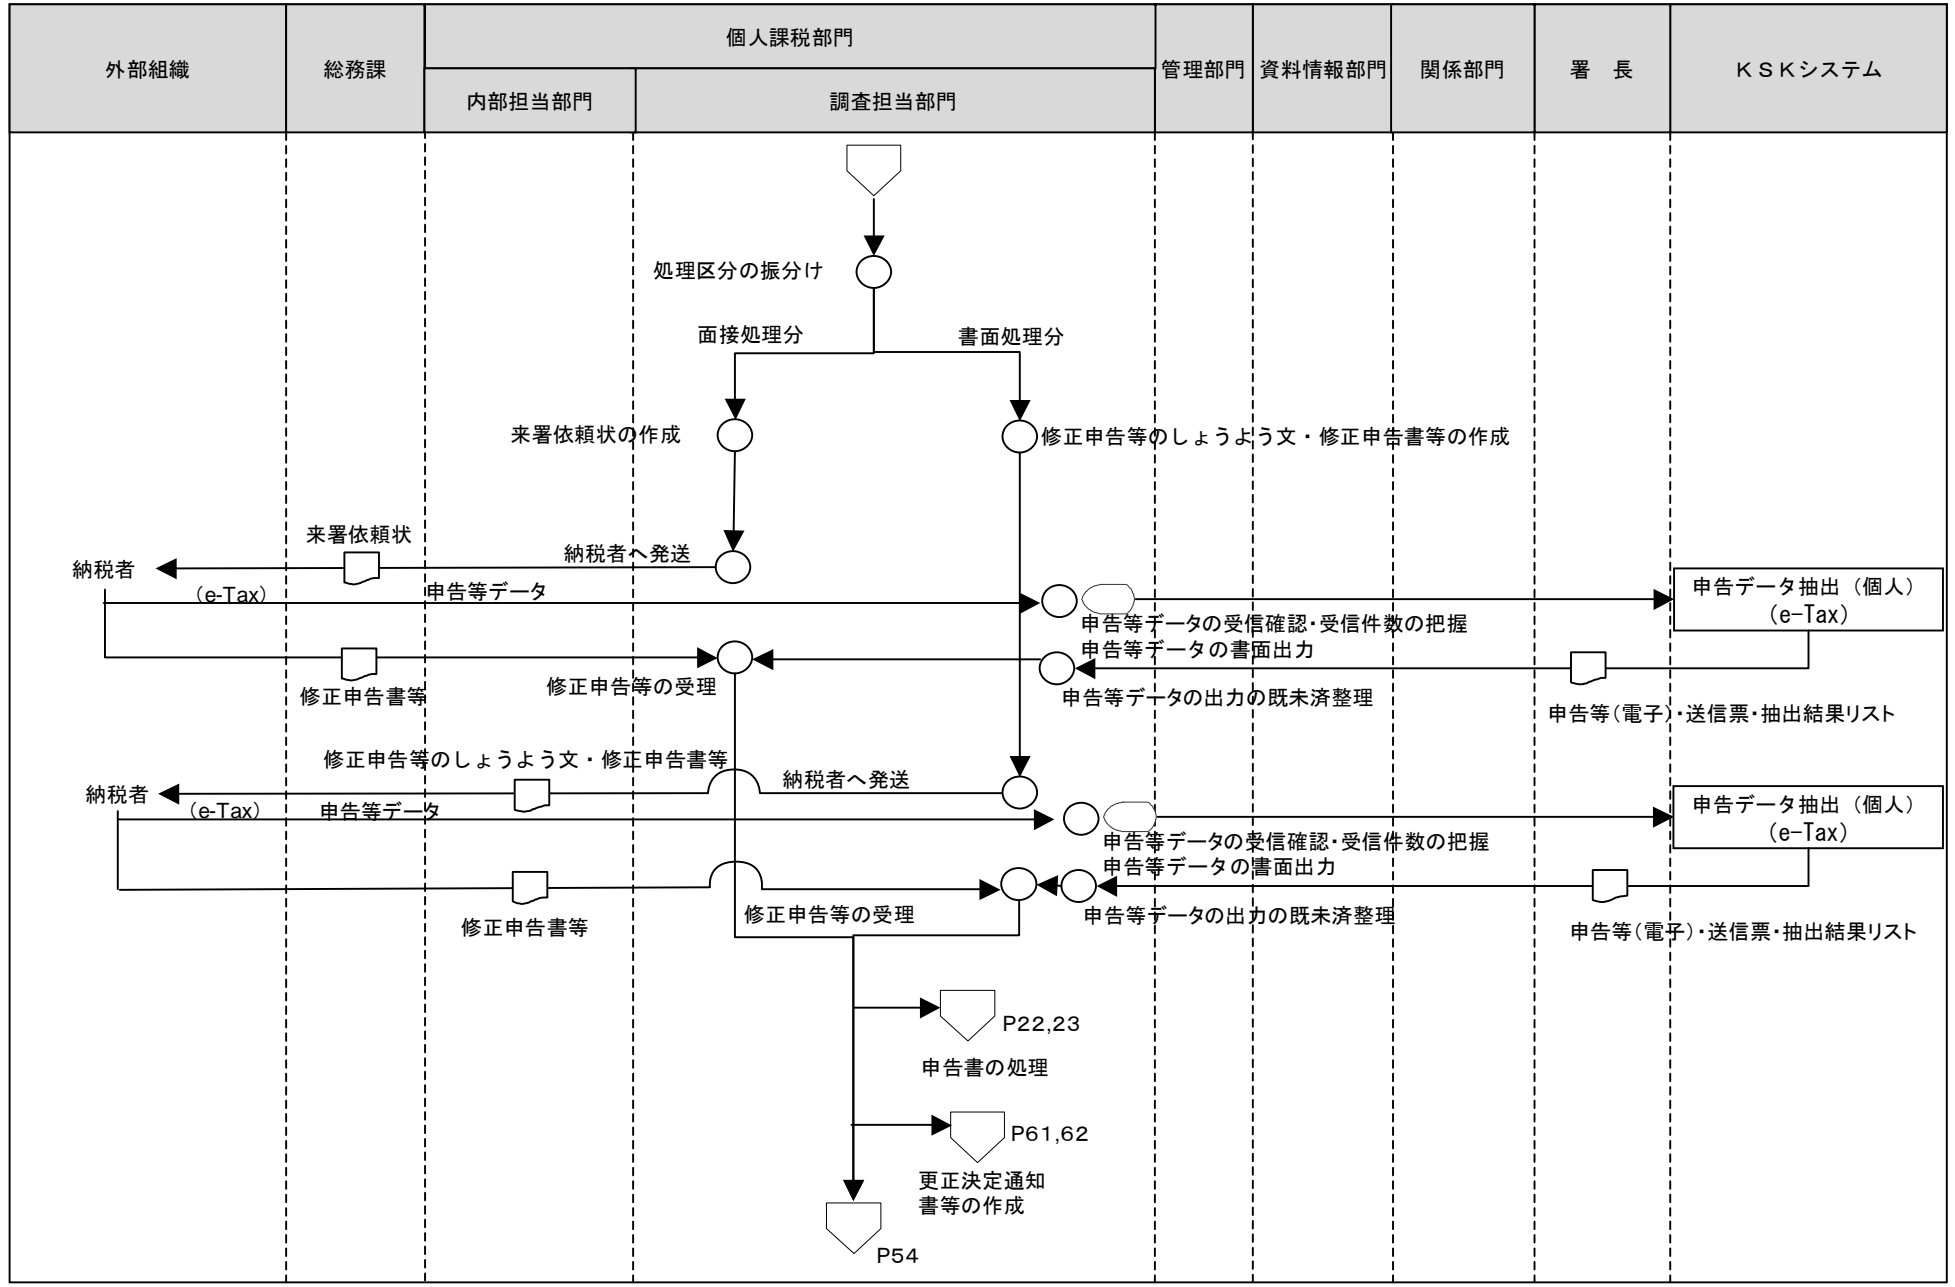 外部組織
総務課
個人課税部門
内部担当部門
調査担当部門
管理部門
資料情報部門
関係部門
署　長
ＫＳＫシステム
処理区分の振分け
面接処理分
書面処理分
来署依頼状の作成
修正申告等のしょうよう文・修正申告書等の作成
来署依頼状
納税者へ発送
納税者
（e-Tax）
申告等データ
申告データ抽出（個人）
（e-Tax）
申告等データの受信確認・受信件数の把握
申告等データの書面出力
修正申告書等
修正申告等の受理
申告等データの出力の既未済整理
申告等（電子）・送信票・抽出結果リスト
修正申告等のしょうよう文・修正申告書等
納税者へ発送
納税者
（e-Tax）
申告等データ
申告データ抽出（個人）
（e-Tax）
申告等データの受信確認・受信件数の把握
申告等データの書面出力
修正申告書等
修正申告等の受理
申告等データの出力の既未済整理
申告等（電子）・送信票・抽出結果リスト
P22,23
申告書の処理
P61,62
更正決定通知
書等の作成
P54